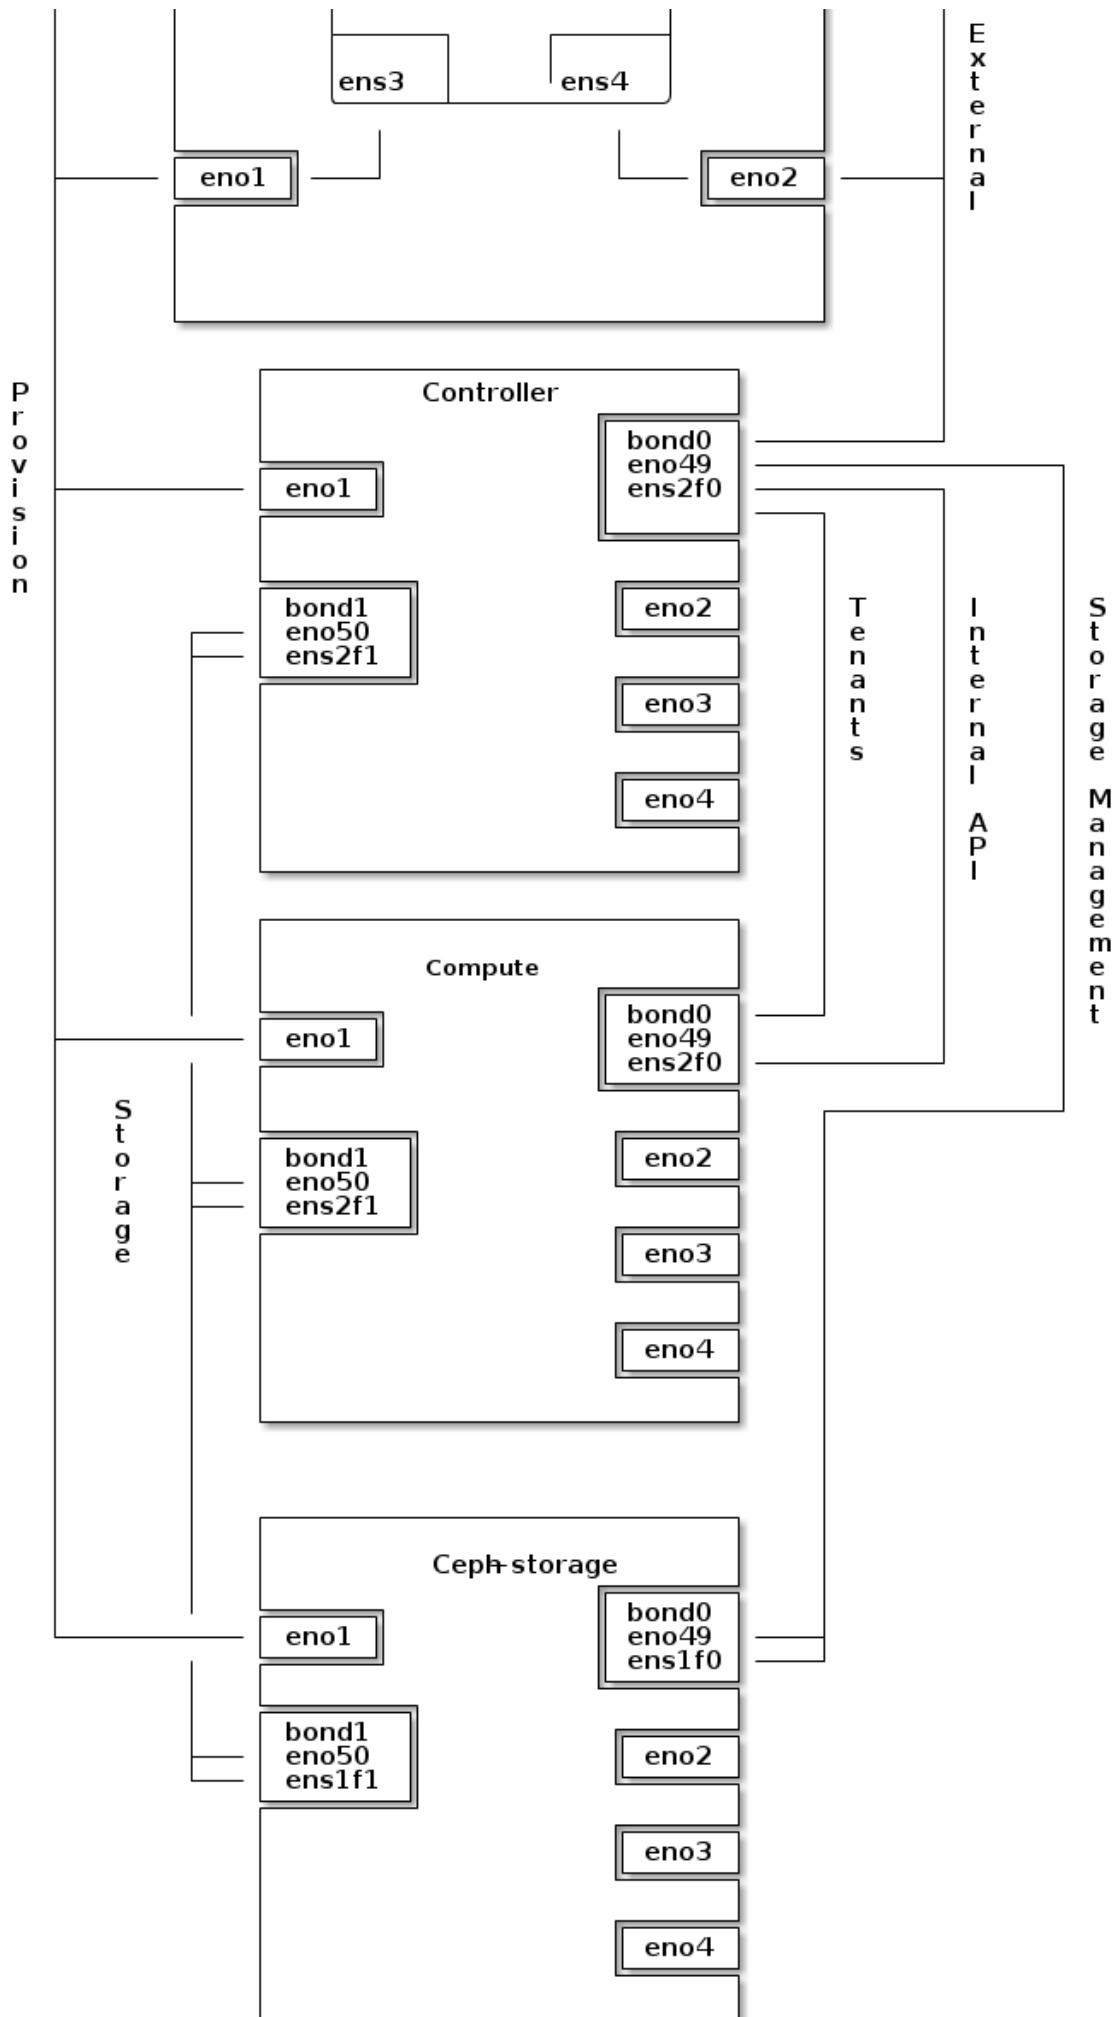 External
ens3
ens4
eno1
eno2
Provision
Controller
bond0
eno49
ens2f0
eno1
bond1
eno50
ens2f1
eno2
eno3
eno4
Tenants
Internal API
Storage Management
Compute
bond0
eno49
ens2f0
eno1
Storage
bond1
eno50
ens2f1
eno2
eno3
eno4
Ceph-storage
bond0
eno49
ens1f0
eno1
bond1
eno50
ens1f1
eno2
eno3
eno4